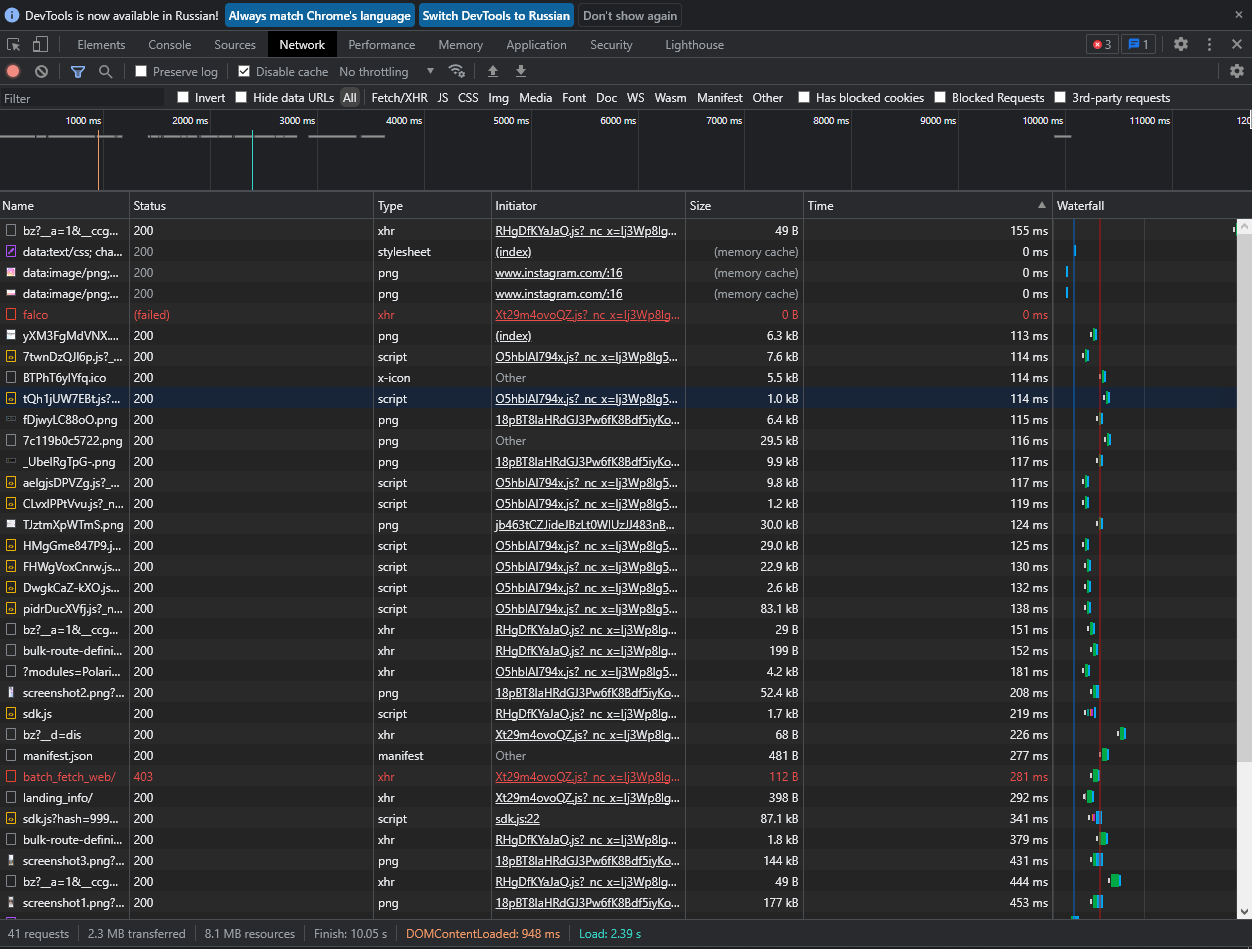 DevTools is now available in Russian! Always match Chrome's language Switch DevTools to Russian Don't show again
Elements Console Sources Network Performance Memory Application Security Lighthouse 3 1
Preserve log Disable cache No throttling
Filter Invert Hide data URLs All Fetch/XHR JS CSS Img Media Font Doc WS Wasm Manifest Other Has blocked cookies Blocked Requests 3rd-party requests
1000 ms 2000 ms 3000 ms 4000 ms 5000 ms 6000 ms 7000 ms 8000 ms 9000 ms 10000 ms 11000 ms 120
Name Status Type Initiator Size Time Waterfall
bz?__a=1&__ccg... 200 xhr RHgDfKYaJaQ.js?_nc_x=Ij3Wp8lg... 49 B 155 ms
data:text/css; cha... 200 stylesheet (index) (memory cache) 0 ms
data:image/png;... 200 png www.instagram.com/:16 (memory cache) 0 ms
data:image/png;... 200 png www.instagram.com/:16 (memory cache) 0 ms
falco (failed) xhr Xt29m4ovoQZ.js?_nc_x=Ij3Wp8lg... 0 B 0 ms
yXM3FgMdVNX.... 200 png (index) 6.3 kB 113 ms
7twnDzQJl6p.js?_... 200 script O5hblAI794x.js?_nc_x=Ij3Wp8lg5... 7.6 kB 114 ms
BTPhT6yIYfq.ico 200 x-icon Other 5.5 kB 114 ms
tQh1jUW7EBt.js?... 200 script O5hblAI794x.js?_nc_x=Ij3Wp8lg5... 1.0 kB 114 ms
fDjwyLC88oO.png 200 png 18pBT8IaHRdGJ3Pw6fK8Bdf5iyKo... 6.4 kB 115 ms
7c119b0c5722.png 200 png Other 29.5 kB 116 ms
_UbelRgTpG-.png 200 png 18pBT8IaHRdGJ3Pw6fK8Bdf5iyKo... 9.9 kB 117 ms
aelgjsDPVZg.js?_... 200 script O5hblAI794x.js?_nc_x=Ij3Wp8lg5... 9.8 kB 117 ms
CLvxlPPtVvu.js?_n... 200 script O5hblAI794x.js?_nc_x=Ij3Wp8lg5... 1.2 kB 119 ms
TJztmXpWTmS.png 200 png jb463tCZJideJBzLt0WlUzJJ483nB... 30.0 kB 124 ms
HMgGme847P9.j... 200 script O5hblAI794x.js?_nc_x=Ij3Wp8lg5... 29.0 kB 125 ms
FHWgVoxCnrw.js... 200 script O5hblAI794x.js?_nc_x=Ij3Wp8lg5... 22.9 kB 130 ms
DwgkCaZ-kXO.js... 200 script O5hblAI794x.js?_nc_x=Ij3Wp8lg5... 2.6 kB 132 ms
pidrDucXVfj.js?_n... 200 script O5hblAI794x.js?_nc_x=Ij3Wp8lg5... 83.1 kB 138 ms
bz?__a=1&__ccg... 200 xhr RHgDfKYaJaQ.js?_nc_x=Ij3Wp8lg... 29 B 151 ms
bulk-route-defini... 200 xhr RHgDfKYaJaQ.js?_nc_x=Ij3Wp8lg... 199 B 152 ms
?modules=Polari... 200 xhr O5hblAI794x.js?_nc_x=Ij3Wp8lg5... 4.2 kB 181 ms
screenshot2.png?... 200 png 18pBT8IaHRdGJ3Pw6fK8Bdf5iyKo... 52.4 kB 208 ms
sdk.js 200 script RHgDfKYaJaQ.js?_nc_x=Ij3Wp8lg... 1.7 kB 219 ms
bz?__d=dis 200 xhr Xt29m4ovoQZ.js?_nc_x=Ij3Wp8lg... 68 B 226 ms
manifest.json 200 manifest Other 481 B 277 ms
batch_fetch_web/ 403 xhr Xt29m4ovoQZ.js?_nc_x=Ij3Wp8lg... 112 B 281 ms
landing_info/ 200 xhr Xt29m4ovoQZ.js?_nc_x=Ij3Wp8lg... 398 B 292 ms
sdk.js?hash=999... 200 script sdk.js:22 87.1 kB 341 ms
bulk-route-defini... 200 xhr RHgDfKYaJaQ.js?_nc_x=Ij3Wp8lg... 1.8 kB 379 ms
screenshot3.png?... 200 png 18pBT8IaHRdGJ3Pw6fK8Bdf5iyKo... 144 kB 431 ms
bz?__a=1&__ccg... 200 xhr RHgDfKYaJaQ.js?_nc_x=Ij3Wp8lg... 49 B 444 ms
screenshot1.png?... 200 png 18pBT8IaHRdGJ3Pw6fK8Bdf5iyKo... 177 kB 453 ms
41 requests 2.3 MB transferred 8.1 MB resources Finish: 10.05 s DOMContentLoaded: 948 ms Load: 2.39 s